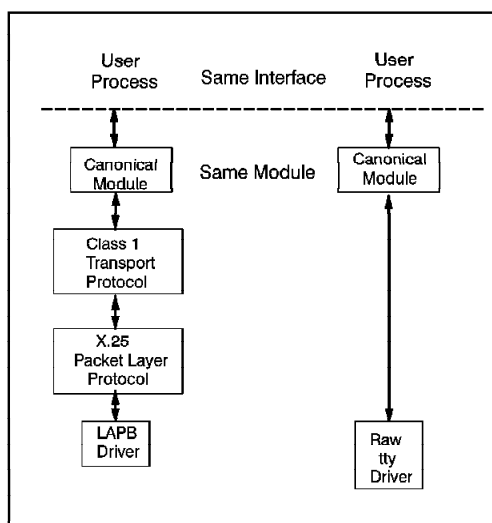 User
Process
Same Interface
User
Process
Canonical
Module
Same Module
Canonical
Module
Class 1
Transport
Protocol
X.25
Packet Layer
Protocol
LAPB
Driver
Raw
tty
Driver